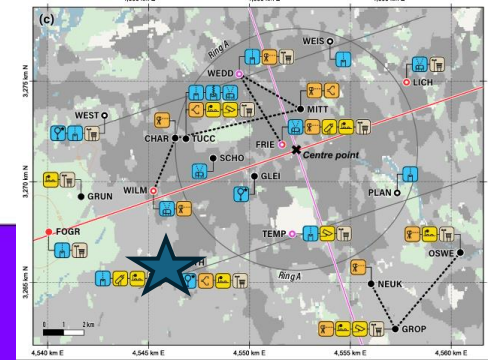 (c)
Ring A
WEIS
WEDD
LICH
3,275 km N
MITT
WEST
CHAR
TUCC
FRIE
Centre point
SCHO
3,270 km N
GLEI
WILM
PLAN
GRUN
FOGR
TEMP
OSWE
TH
Ring A
3,265 km N
NEUK
GROP
0 1 2 km
4,540 km E
4,545 km E
4,550 km E
4,555 km E
4,560 km E